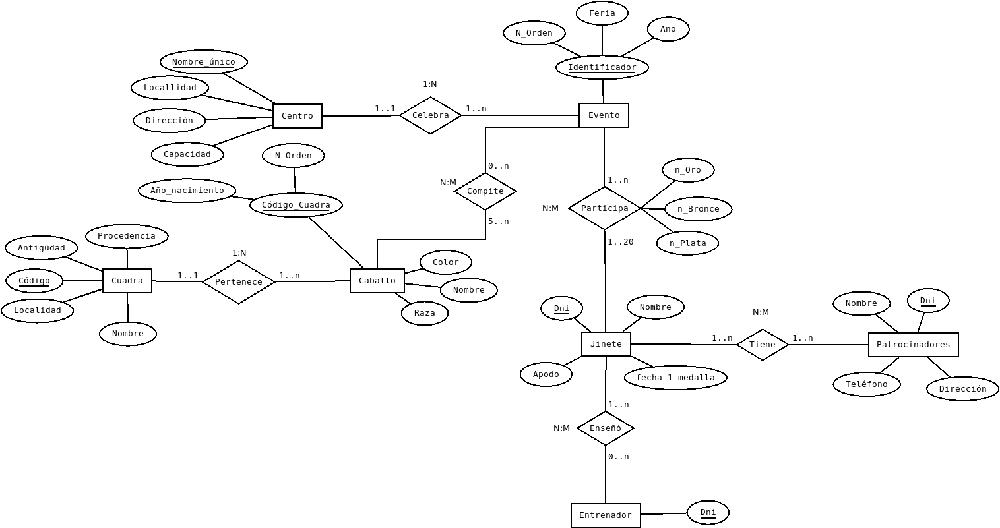 Feria
N_Orden
Año
Identificador
Nombre_único
Locallidad
Dirección
Capacidad
Centro
1..1
1:N
Celebra
1..n
Evento
N_Orden
Año_nacimiento
Código_Cuadra
0..n
N:M
Compite
5..n
1..n
N:M
Participa
1..20
n_Oro
n_Bronce
n_Plata
Procedencia
Antigüdad
Código
Localidad
Nombre
Cuadra
1..1
1:N
Pertenece
1..n
Caballo
Color
Nombre
Raza
Dni
Nombre
Jinete
Apodo
fecha_1_medalla
1..n
N:M
Tiene
1..n
Nombre
Dni
Patrocinadores
Teléfono
Dirección
1..n
N:M
Enseñó
0..n
Entrenador
Dni